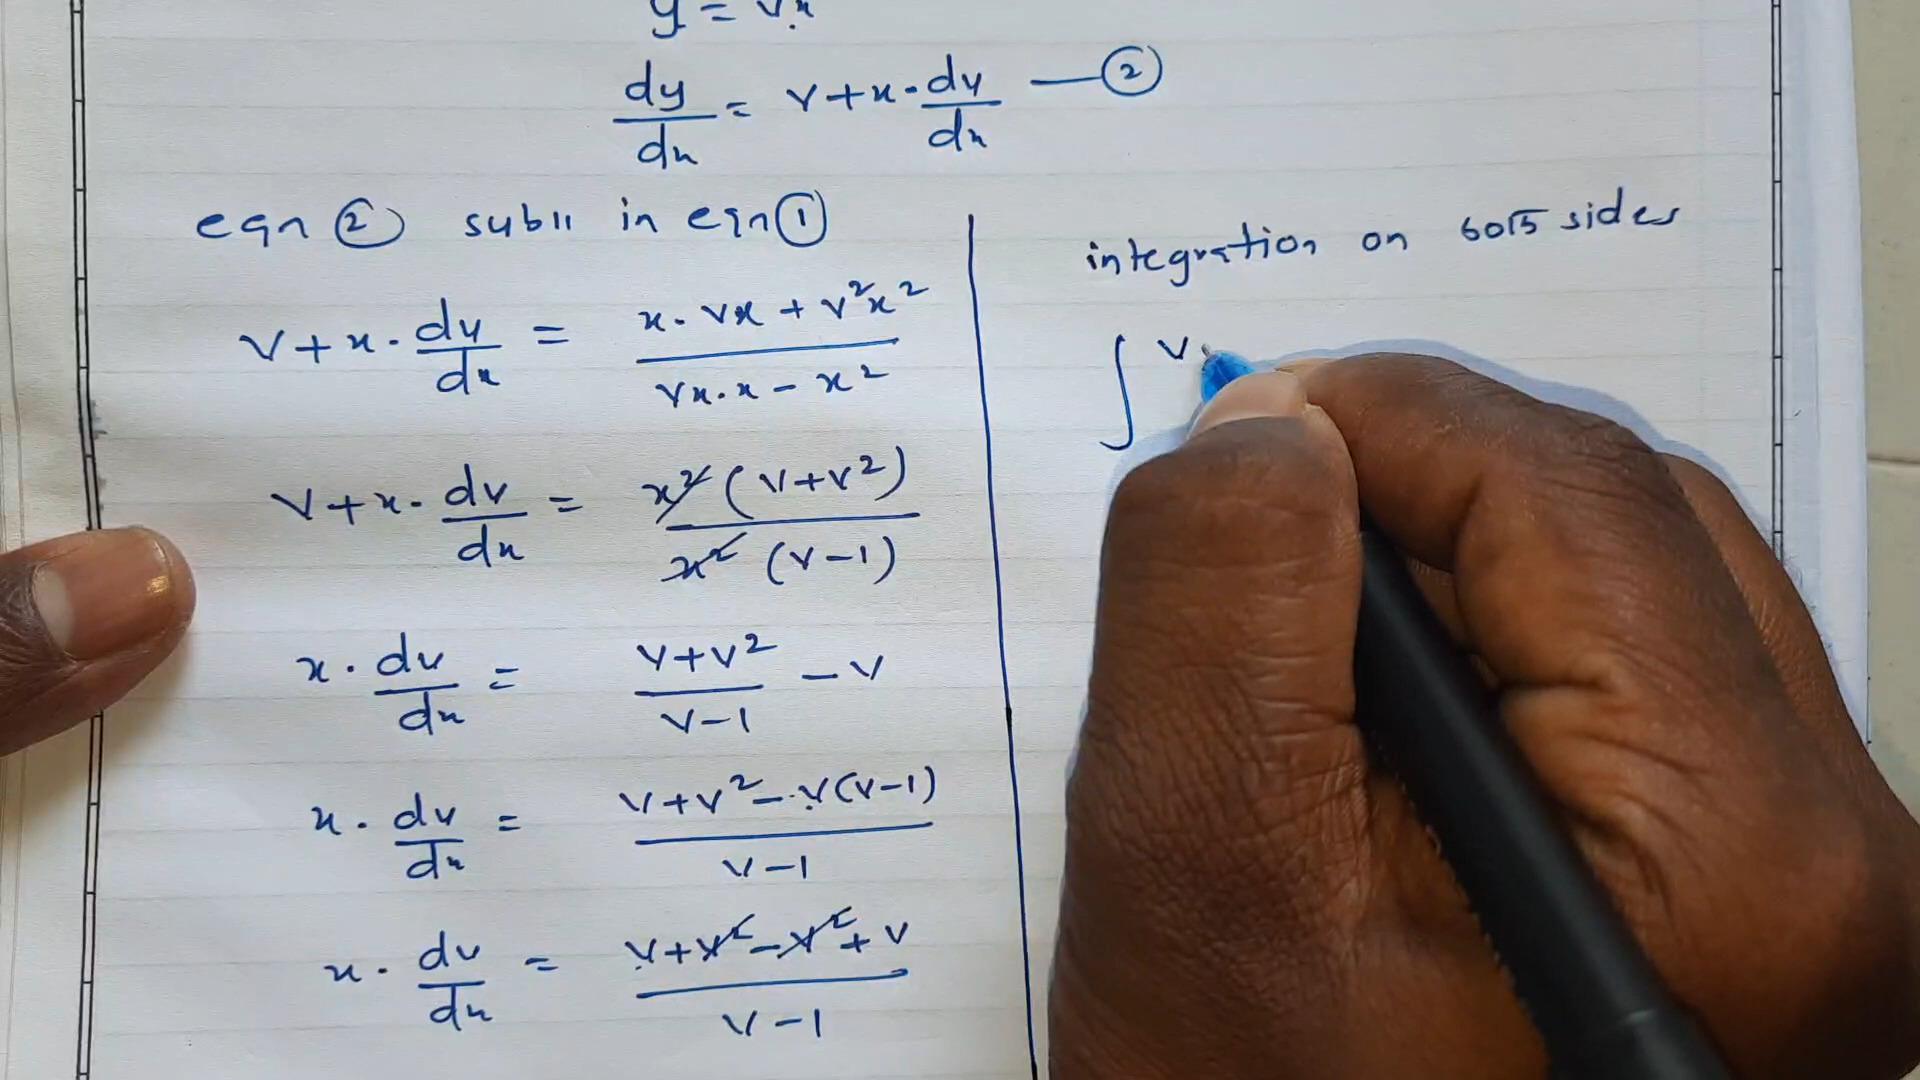 y = vx
dy/dx = v+x·dv/dx —②
eqn ② sub11 in eqn ①
v+x·dv/dx = (x·vx+v²x²)/(vx·x−x²)
v+x·dv/dx = x²(v+v²)/x²(v−1)
x·dv/dx = (v+v²)/(v−1) −v
x·dv/dx = (v+v²−v(v−1))/(v−1)
x·dv/dx = (v+v²−v²+v)/(v−1)
integration on both sides
∫ v